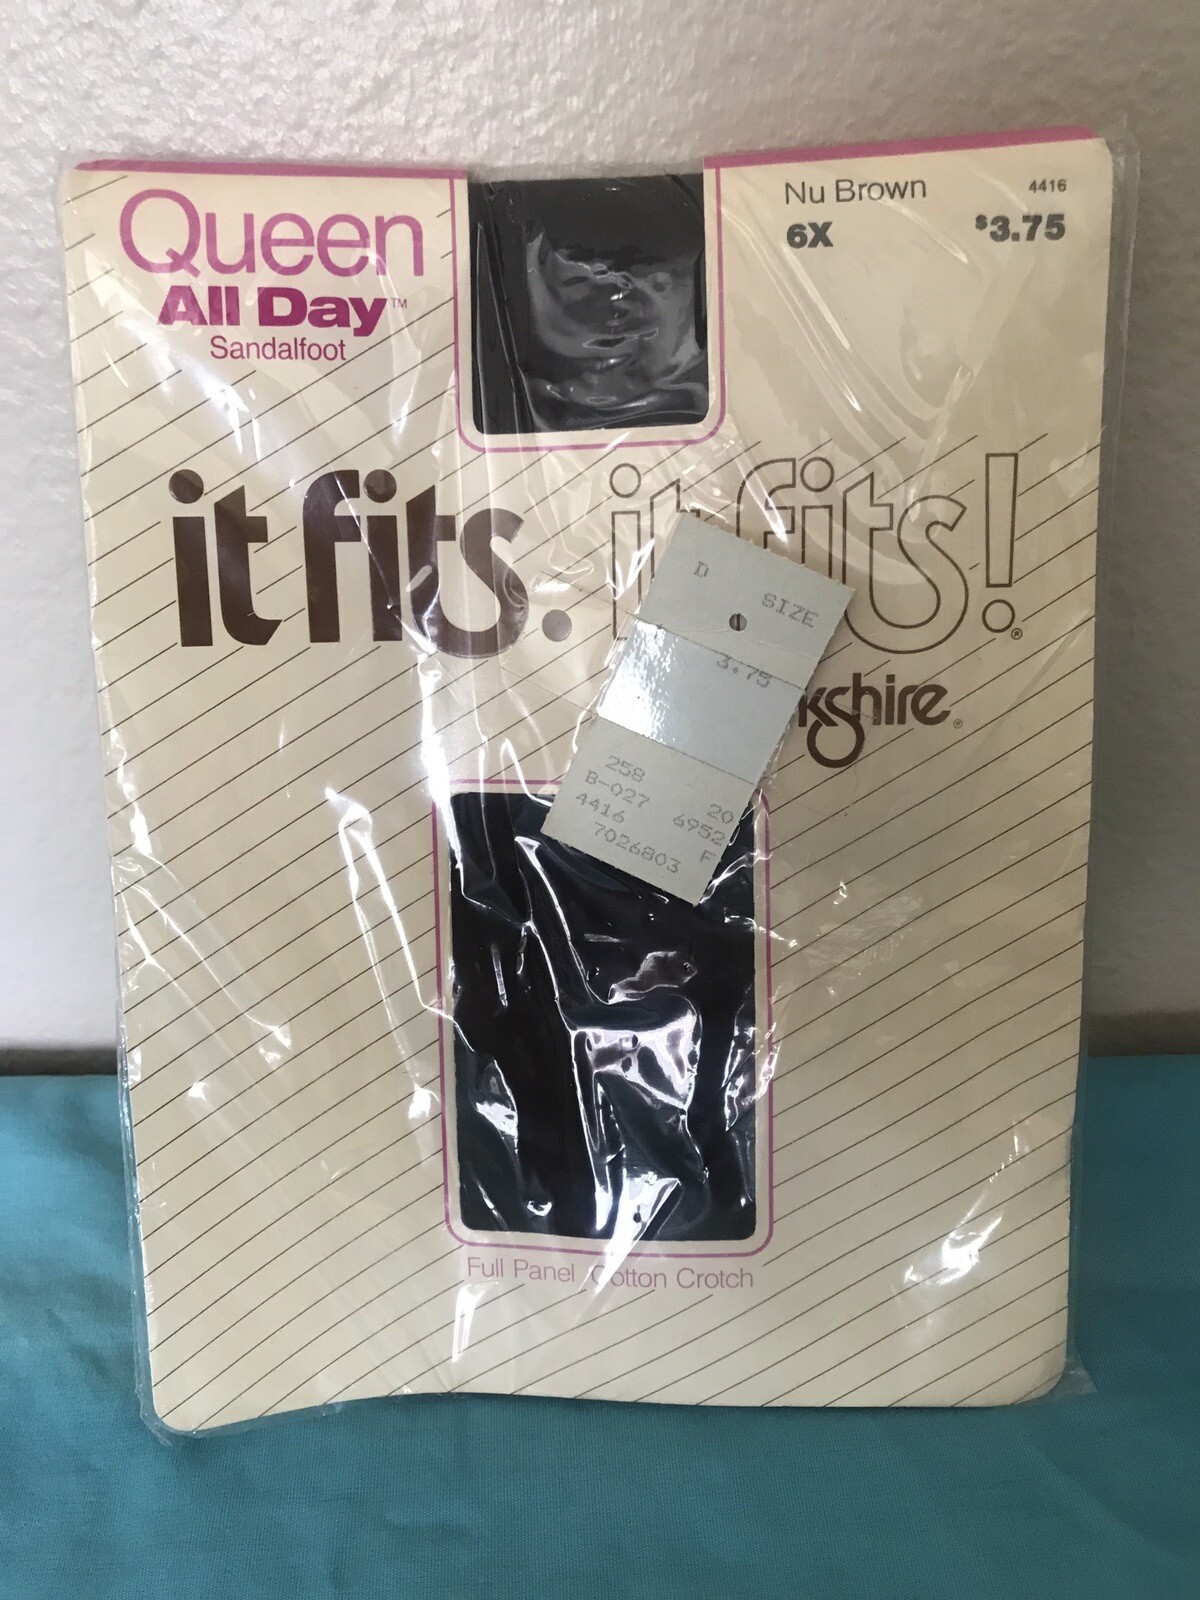 Queen
All Day™
Sandalfoot
Nu Brown 4416
6X $3.75
it fits. it fits!®
kshire®
D
SIZE
3.75
258 20
B-027 6952
4416 F
7026803
Full Panel Cotton Crotch